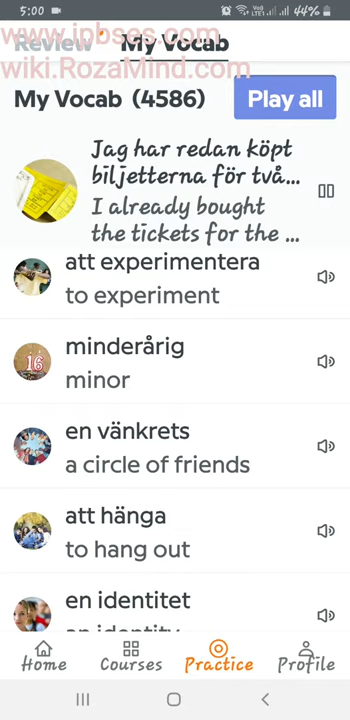 5:00
44%
www.ipbses.com
Review My Vocab
wiki.RozaMind.com
My Vocab (4586)
Play all
Jag har redan köpt
biljetterna för två...
I already bought
the tickets for the ...
att experimentera
to experiment
minderårig
minor
en vänkrets
a circle of friends
att hänga
to hang out
en identitet
an identity
Home Courses Practice Profile